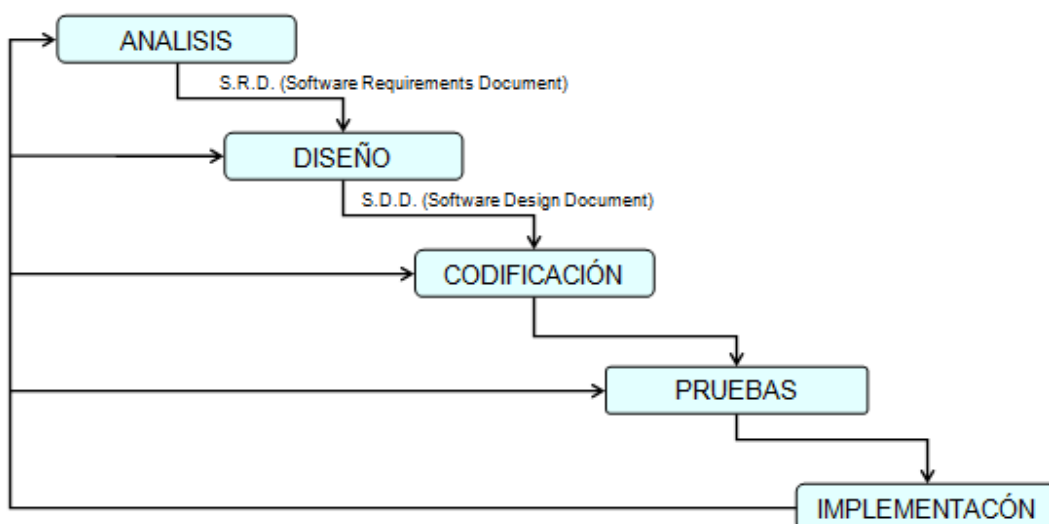 ANALISIS
S.R.D. (Software Requirements Document)
DISEÑO
S.D.D. (Software Design Document)
CODIFICACIÓN
PRUEBAS
IMPLEMENTACÓN